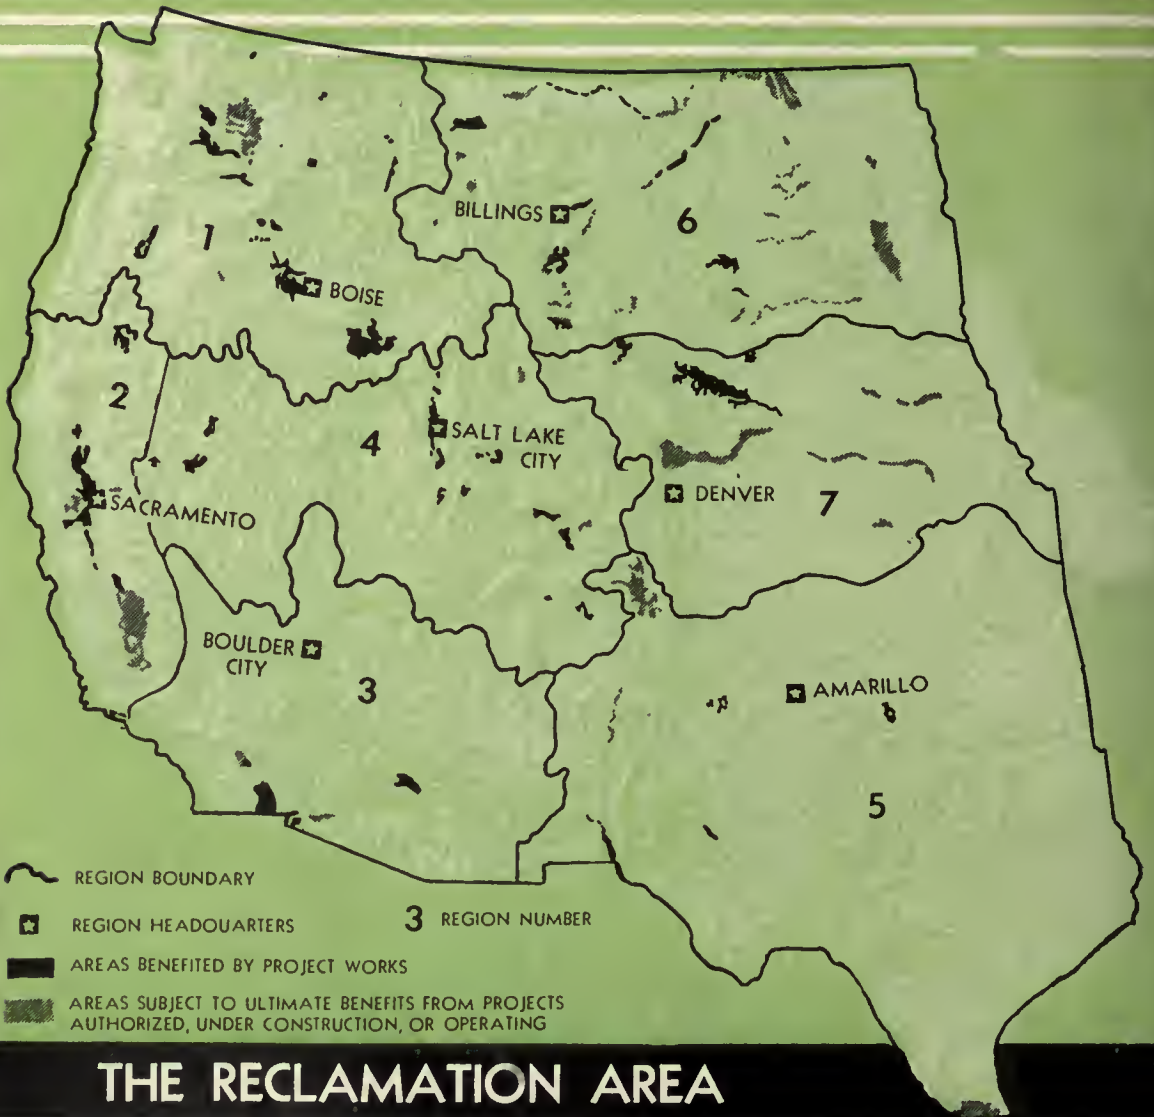 BILLINGS
6
1
BOISE
2
4
SALT LAKE
CITY
SACRAMENTO
DENVER
7
BOULDER
CITY
3
AMARILLO
5
REGION BOUNDARY
REGION HEADQUARTERS
3 REGION NUMBER
AREAS BENEFITED BY PROJECT WORKS
AREAS SUBJECT TO ULTIMATE BENEFITS FROM PROJECTS
AUTHORIZED, UNDER CONSTRUCTION, OR OPERATING
THE RECLAMATION AREA